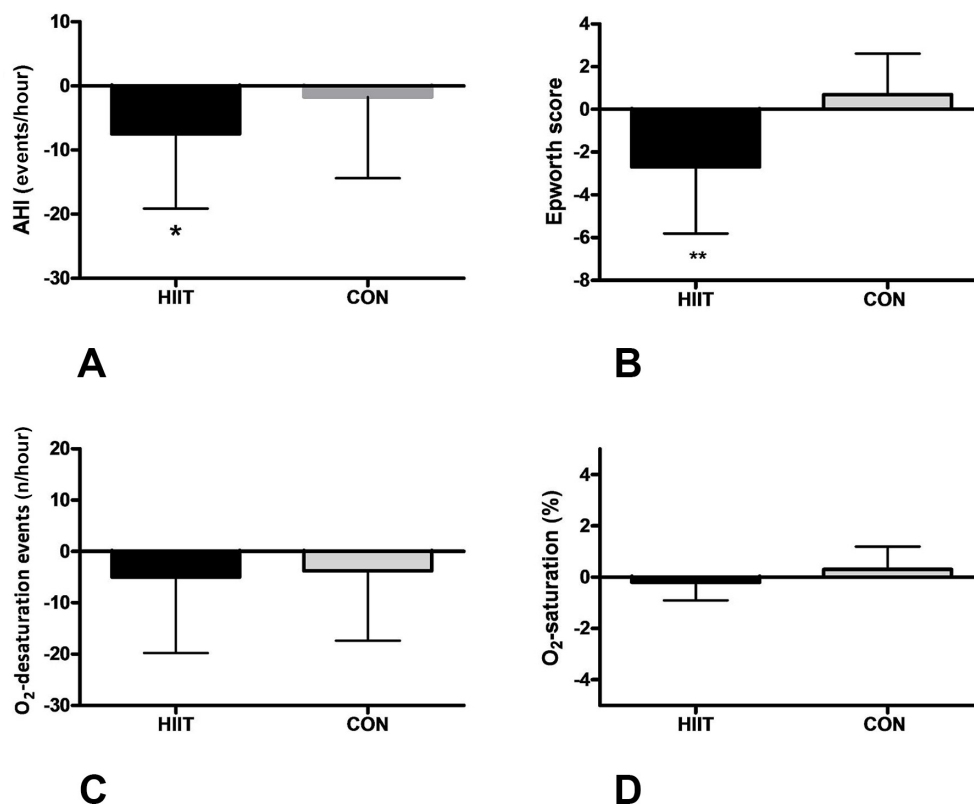 AHI (events/hour)
10
0
-10
-20
-30
*
HIIT
CON
A
Epworth score
4
2
0
-2
-4
-6
-8
**
HIIT
CON
B
O₂-desaturation events (n/hour)
20
10
0
-10
-20
-30
HIIT
CON
C
O₂-saturation (%)
4
2
0
-2
-4
HIIT
CON
D